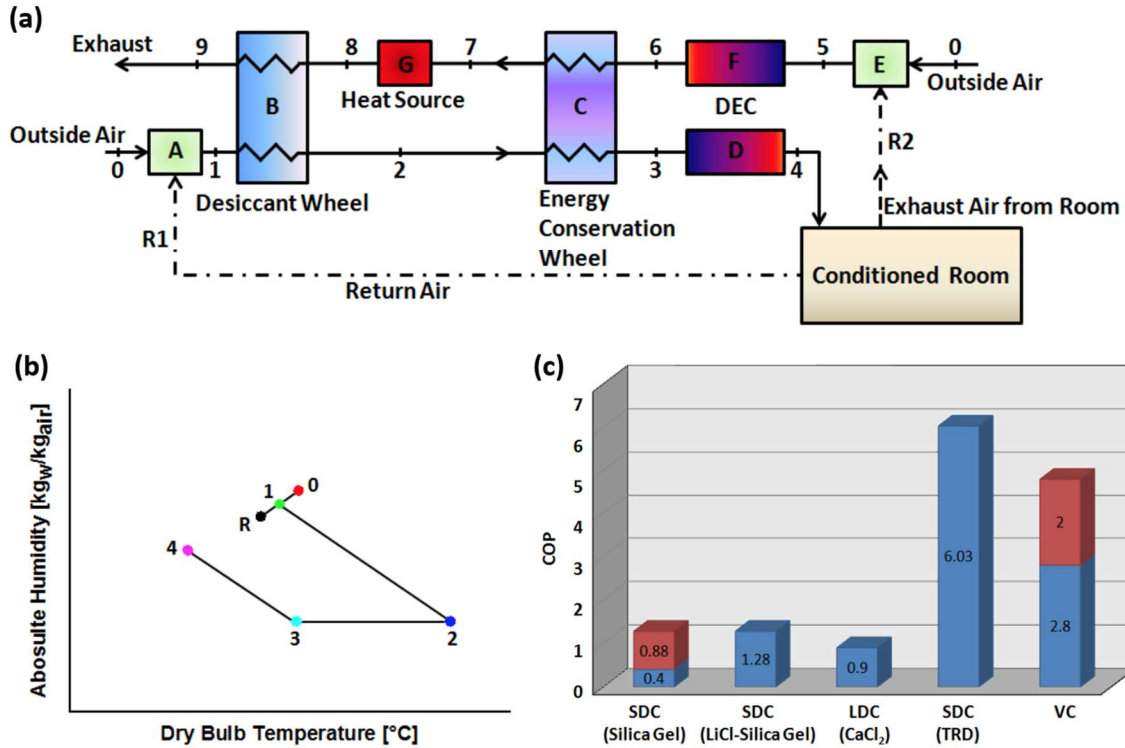 (a)
Exhaust 9 8 7 6 5 0
G F E
Heat Source DEC Outside Air
B C
Outside Air R2
A D
0 1 2 3 4
Desiccant Wheel Energy Exhaust Air from Room
R1 Conservation
Wheel Conditioned Room
Return Air
(b)
Abosulte Humidity [kgw/kgair]
0
1
R
4
3
2
Dry Bulb Temperature [°C]
(c)
COP
7
6
5
4
3
2
1
0
0.88
0.4
1.28
0.9
6.03
2
2.8
SDC SDC LDC SDC VC
(Silica Gel) (LiCl-Silica Gel) (CaCl₂) (TRD)